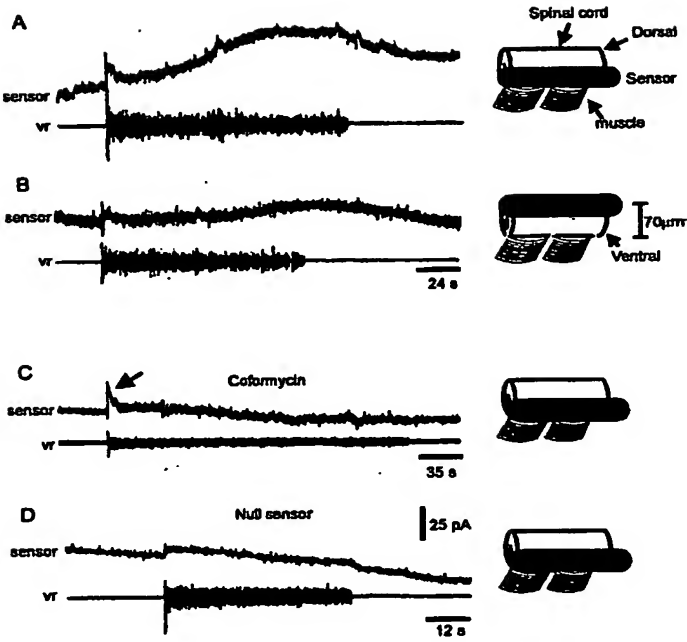 A
sensor
vr
Spinal cord
Dorsal
Sensor
muscle
B
sensor
vr
24 s
70μm
Ventral
C
Coformycin
sensor
vr
35 s
D
Null sensor
25 pA
sensor
vr
12 s